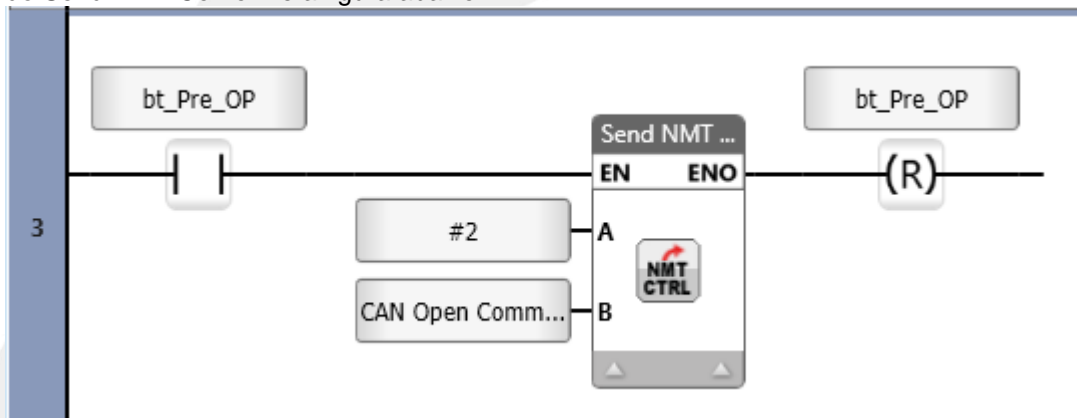 bt_Pre_OP
bt_Pre_OP
Send NMT ...
EN ENO
(R)
3
#2
A
NMT
CTRL
CAN Open Comm...
B